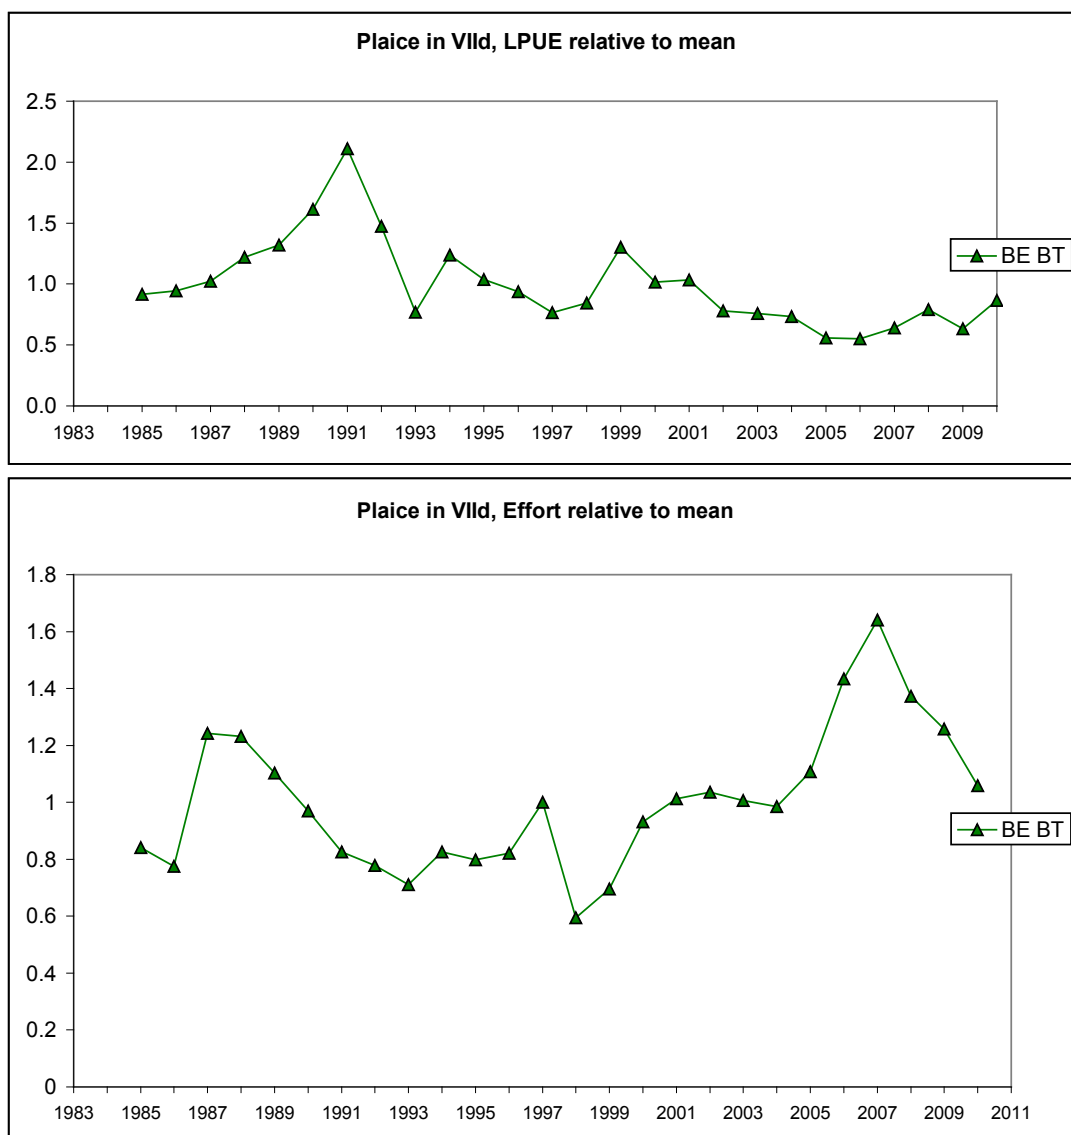 Plaice in VIId, LPUE relative to mean
2.5
2.0
1.5
1.0
0.5
0.0
1983 1985 1987 1989 1991 1993 1995 1997 1999 2001 2003 2005 2007 2009
BE BT
Plaice in VIId, Effort relative to mean
1.8
1.6
1.4
1.2
1
0.8
0.6
0.4
0.2
0
1983 1985 1987 1989 1991 1993 1995 1997 1999 2001 2003 2005 2007 2009 2011
BE BT